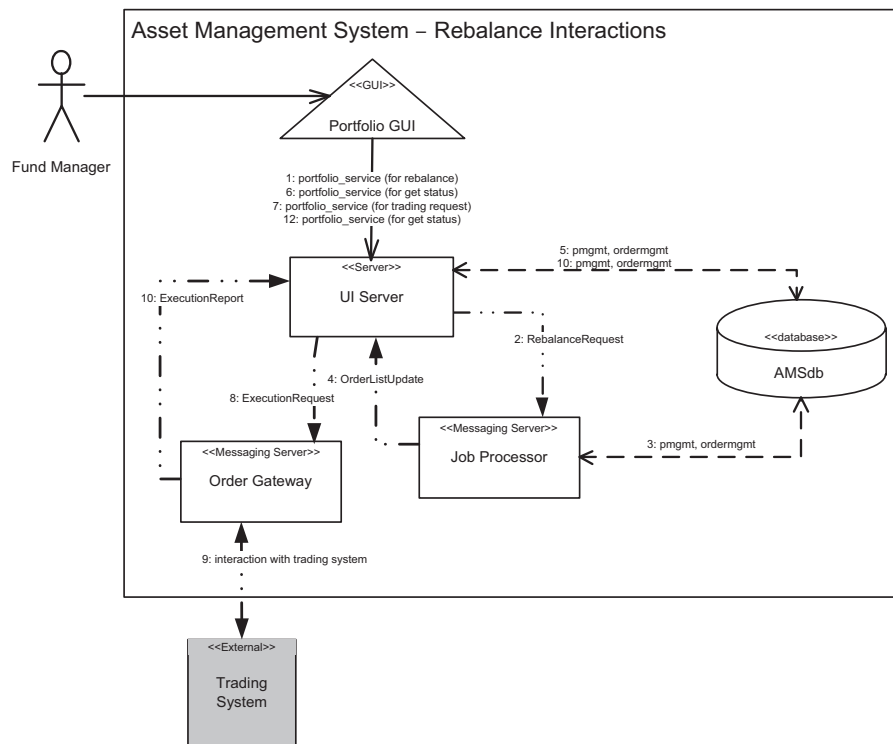 Asset Management System – Rebalance Interactions
<<GUI>>
Portfolio GUI
Fund Manager
1: portfolio_service (for rebalance)
6: portfolio_service (for get status)
7: portfolio_service (for trading request)
12: portfolio_service (for get status)
5: pmgmt, ordermgmt
10: pmgmt, ordermgmt
<<Server>>
UI Server
10: ExecutionReport
2: RebalanceRequest
<<database>>
AMSdb
4: OrderListUpdate
8: ExecutionRequest
<<Messaging Server>>
Job Processor
3: pmgmt, ordermgmt
<<Messaging Server>>
Order Gateway
9: interaction with trading system
<<External>>
Trading
System